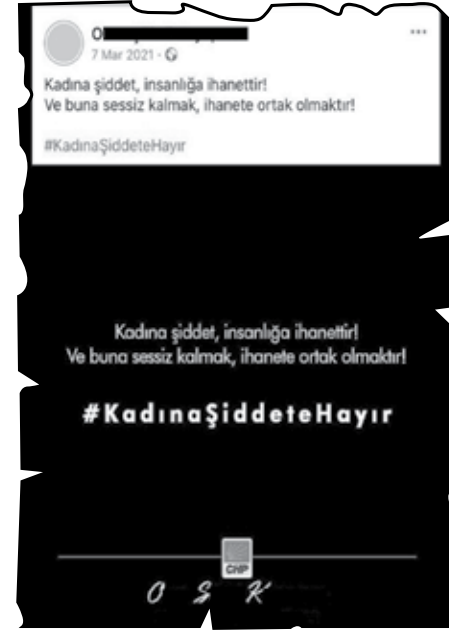 O
7 Mar 2021 ·
Kadına şiddet, insanlığa ihanettir!
Ve buna sessiz kalmak, ihanete ortak olmaktır!
#KadınaŞiddeteHayır
Kadına şiddet, insanlığa ihanettir!
Ve buna sessiz kalmak, ihanete ortak olmaktır!
#KadınaŞiddeteHayır
CHP
O S K